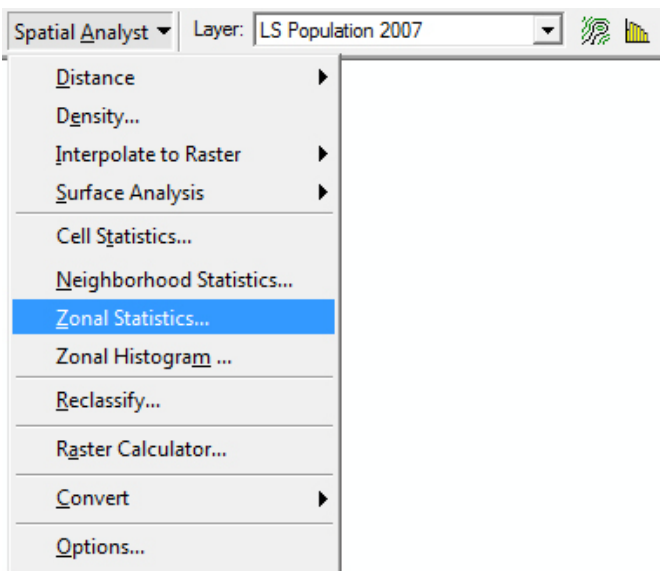 Spatial Analyst Layer: LS Population 2007
Distance
Density...
Interpolate to Raster
Surface Analysis
Cell Statistics...
Neighborhood Statistics...
Zonal Statistics...
Zonal Histogram ...
Reclassify...
Raster Calculator...
Convert
Options...